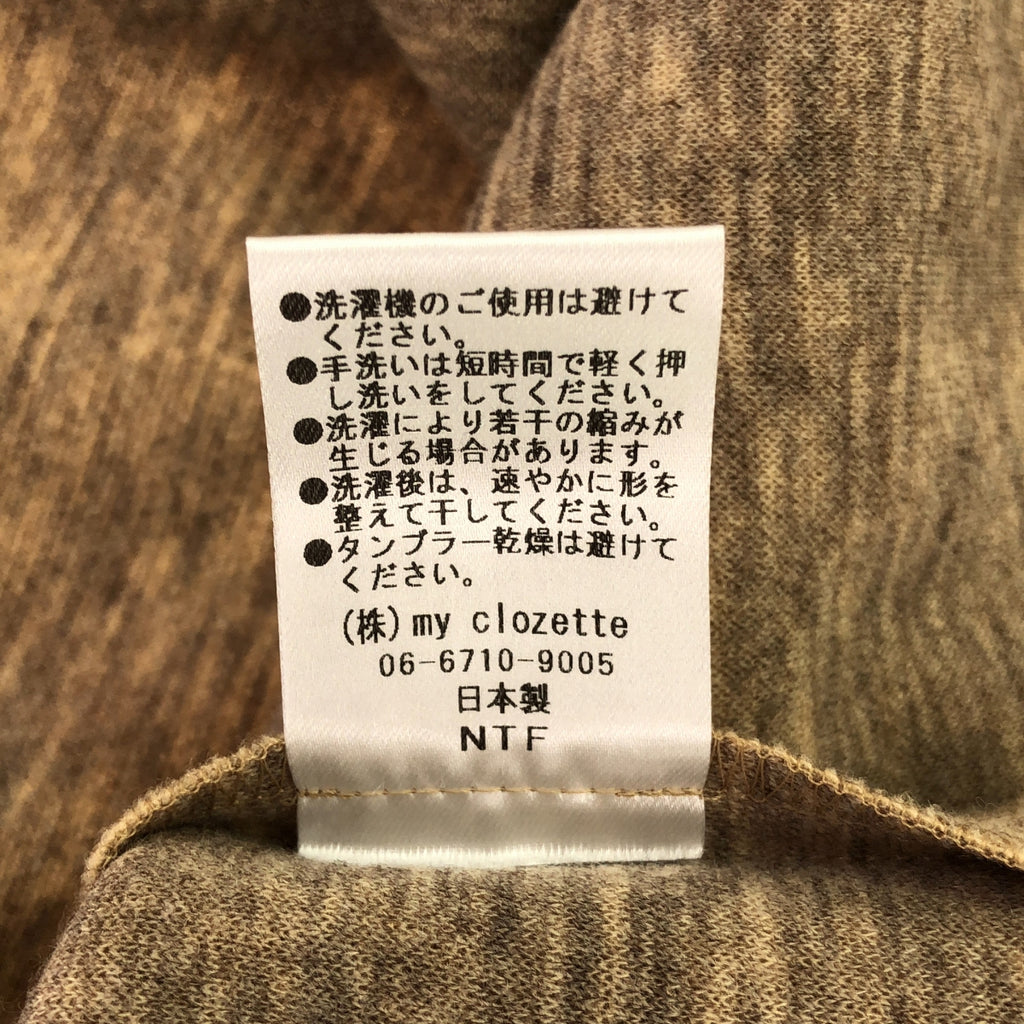 ●洗濯機のご使用は避けて
ください。
●手洗いは短時間で軽く押
し洗いをしてください。
●洗濯により若干の縮みが
生じる場合があります。
●洗濯後は、速やかに形を
整えて干してください。
●タンブラー乾燥は避けて
ください。
(株)my clozette
06-6710-9005
日本製
NTF